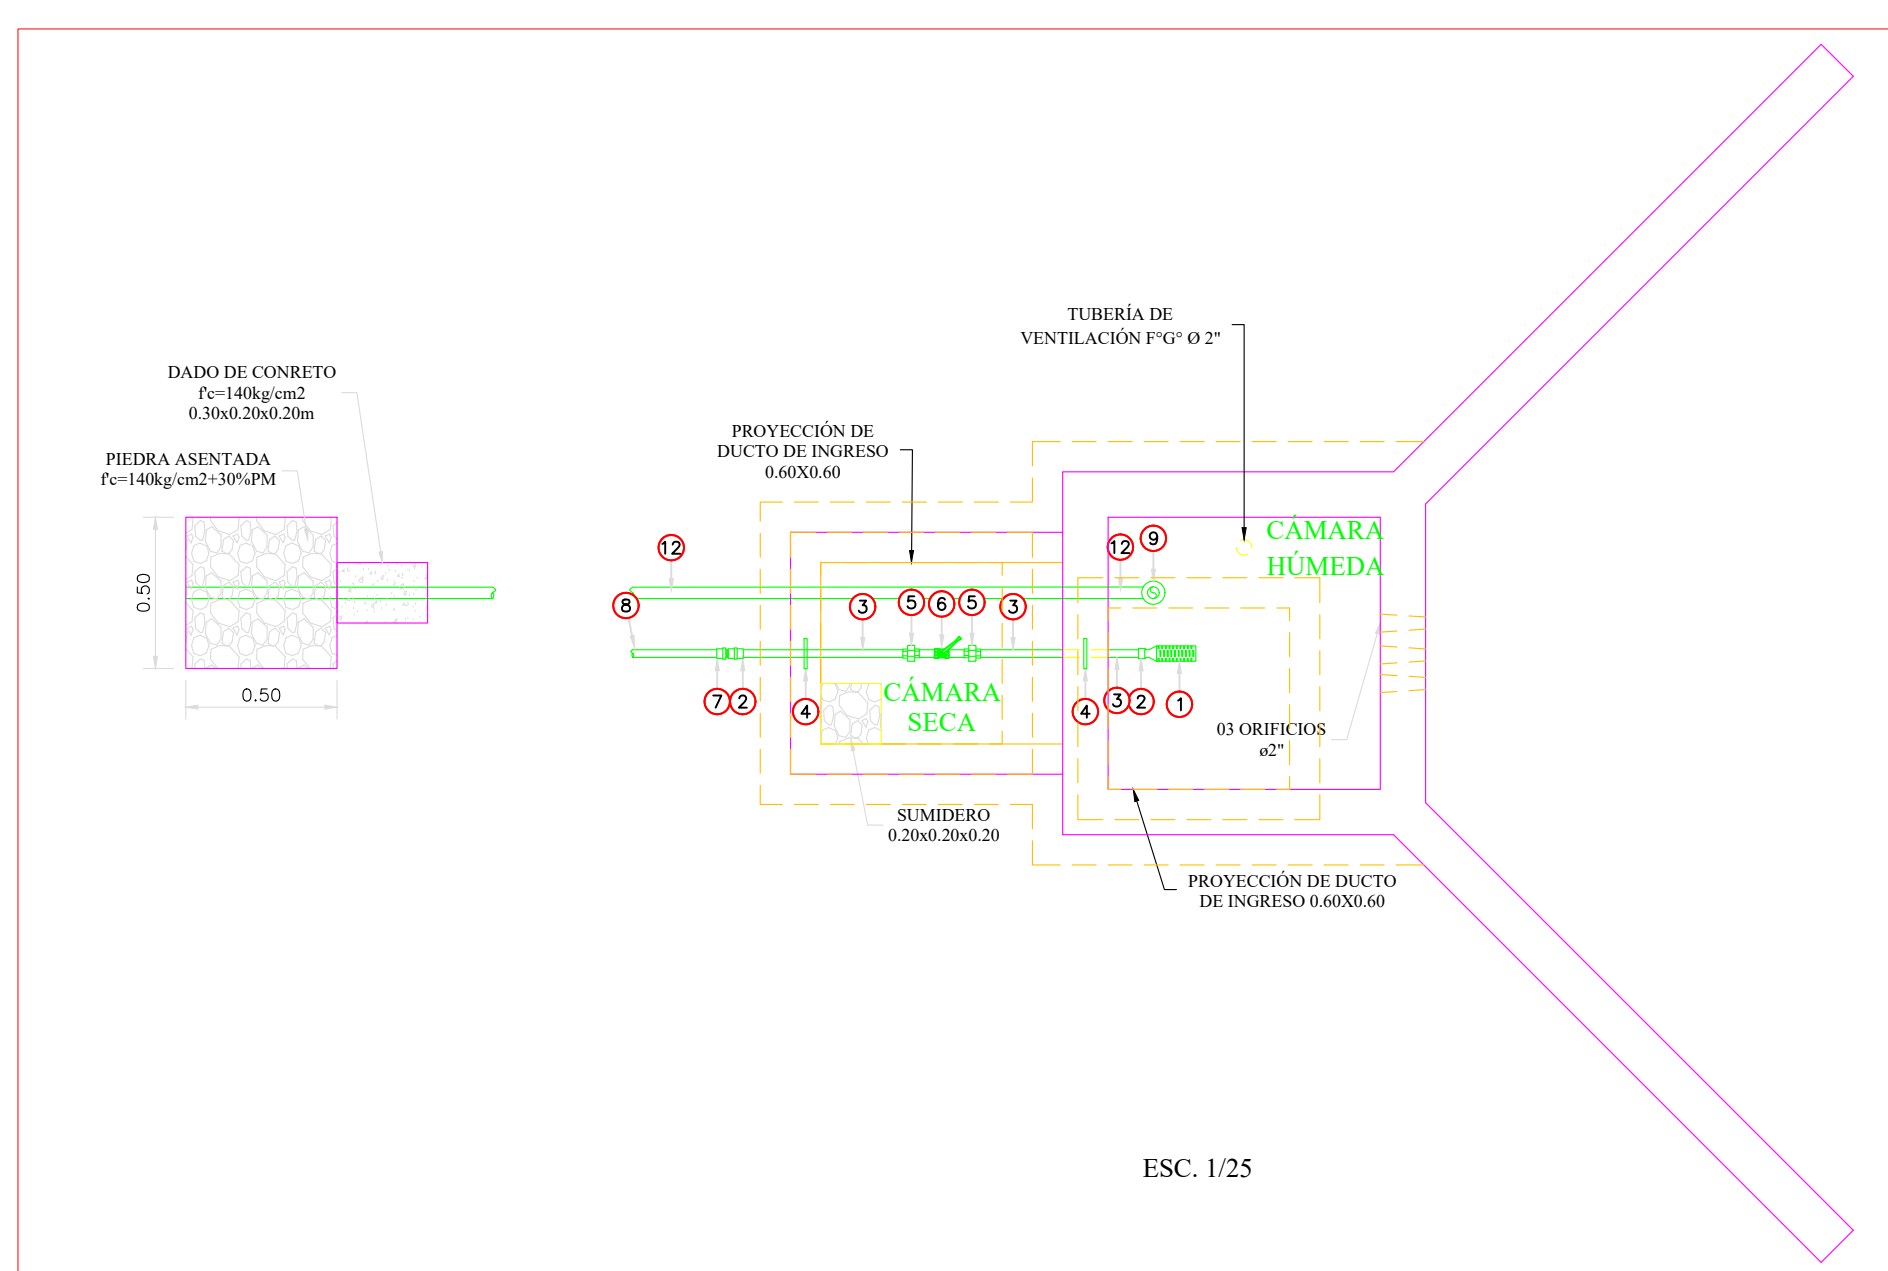 TUBERÍA DE
VENTILACIÓN F°G° Ø 2"
DADO DE CONRETO
f'c=140kg/cm2
0.30x0.20x0.20m
PIEDRA ASENTADA
f'c=140kg/cm2+30%PM
PROYECCIÓN DE
DUCTO DE INGRESO
0.60X0.60
CÁMARA
HÚMEDA
12
12
9
8
3
5
6
5
3
0.50
0.50
7
2
4
CÁMARA
SECA
4
3
2
1
03 ORIFICIOS
ø2"
SUMIDERO
0.20x0.20x0.20
PROYECCIÓN DE DUCTO
DE INGRESO 0.60X0.60
ESC. 1/25